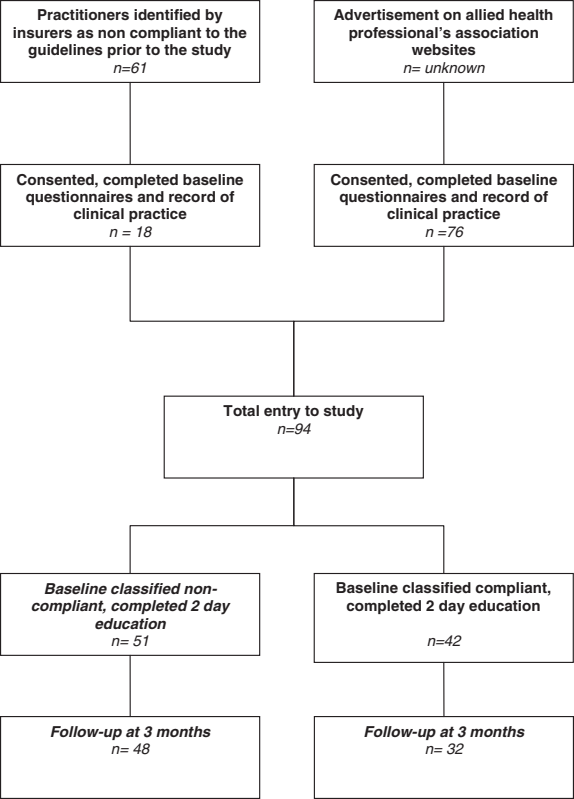 Practitioners identified by
insurers as non compliant to the
guidelines prior to the study
n=61
Advertisement on allied health
professional's association
websites
n= unknown
Consented, completed baseline
questionnaires and record of
clinical practice
n = 18
Consented, completed baseline
questionnaires and record of
clinical practice
n =76
Total entry to study
n=94
Baseline classified non-
compliant, completed 2 day
education
n= 51
Baseline classified compliant,
completed 2 day education
n=42
Follow-up at 3 months
n= 48
Follow-up at 3 months
n= 32